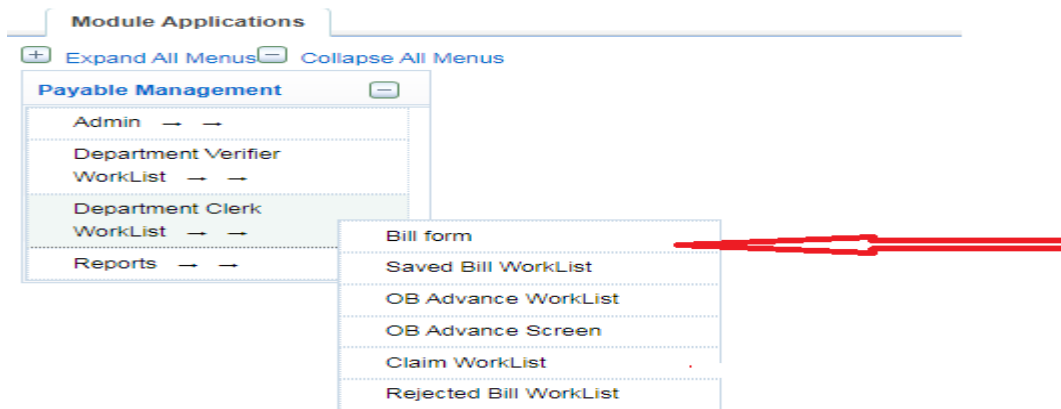 Module Applications
Expand All Menus Collapse All Menus
Payable Management
Admin → →
Department Verifier
WorkList → →
Department Clerk
WorkList → →
Reports → →
Bill form
Saved Bill WorkList
OB Advance WorkList
OB Advance Screen
Claim WorkList
Rejected Bill WorkList